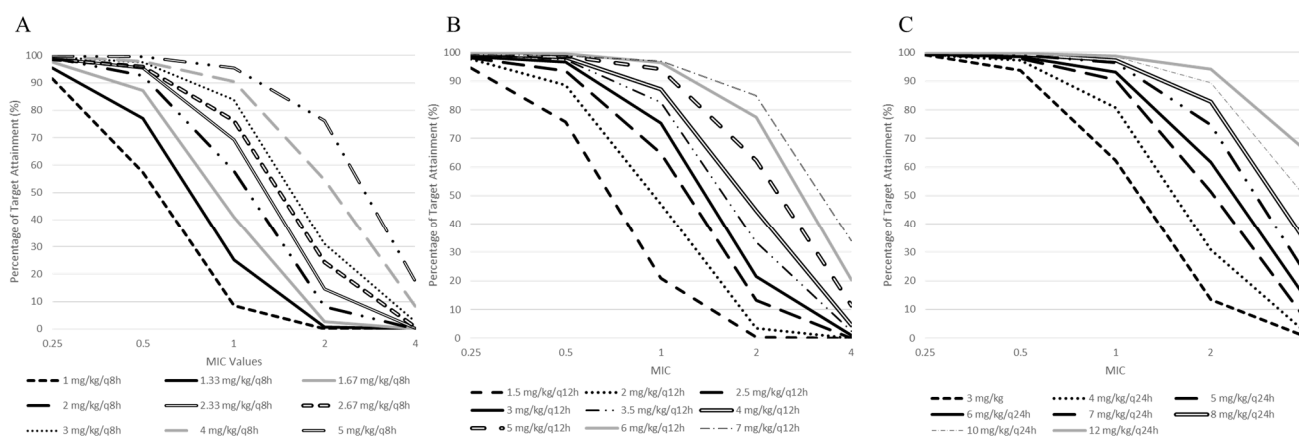 A
Percentage of Target Attainment (%)
100
90
80
70
60
50
40
30
20
10
0
0.25 0.5 1 2 4
MIC Values
1 mg/kg/q8h 1.33 mg/kg/q8h 1.67 mg/kg/q8h
2 mg/kg/q8h 2.33 mg/kg/q8h 2.67 mg/kg/q8h
3 mg/kg/q8h 4 mg/kg/q8h 5 mg/kg/q8h
B
Percentage of Target Attainment (%)
100
90
80
70
60
50
40
30
20
10
0
0.25 0.5 1 2 4
MIC
1.5 mg/kg/q12h 2 mg/kg/q12h 2.5 mg/kg/q12h
3 mg/kg/q12h 3.5 mg/kg/q12h 4 mg/kg/q12h
5 mg/kg/q12h 6 mg/kg/q12h 7 mg/kg/q12h
C
Percentage of Target Attainment (%)
100
90
80
70
60
50
40
30
20
10
0
0.25 0.5 1 2
MIC
3 mg/kg 4 mg/kg/q24h 5 mg/kg/q24h
6 mg/kg/q24h 7 mg/kg/q24h 8 mg/kg/q24h
10 mg/kg/q24h 12 mg/kg/q24h